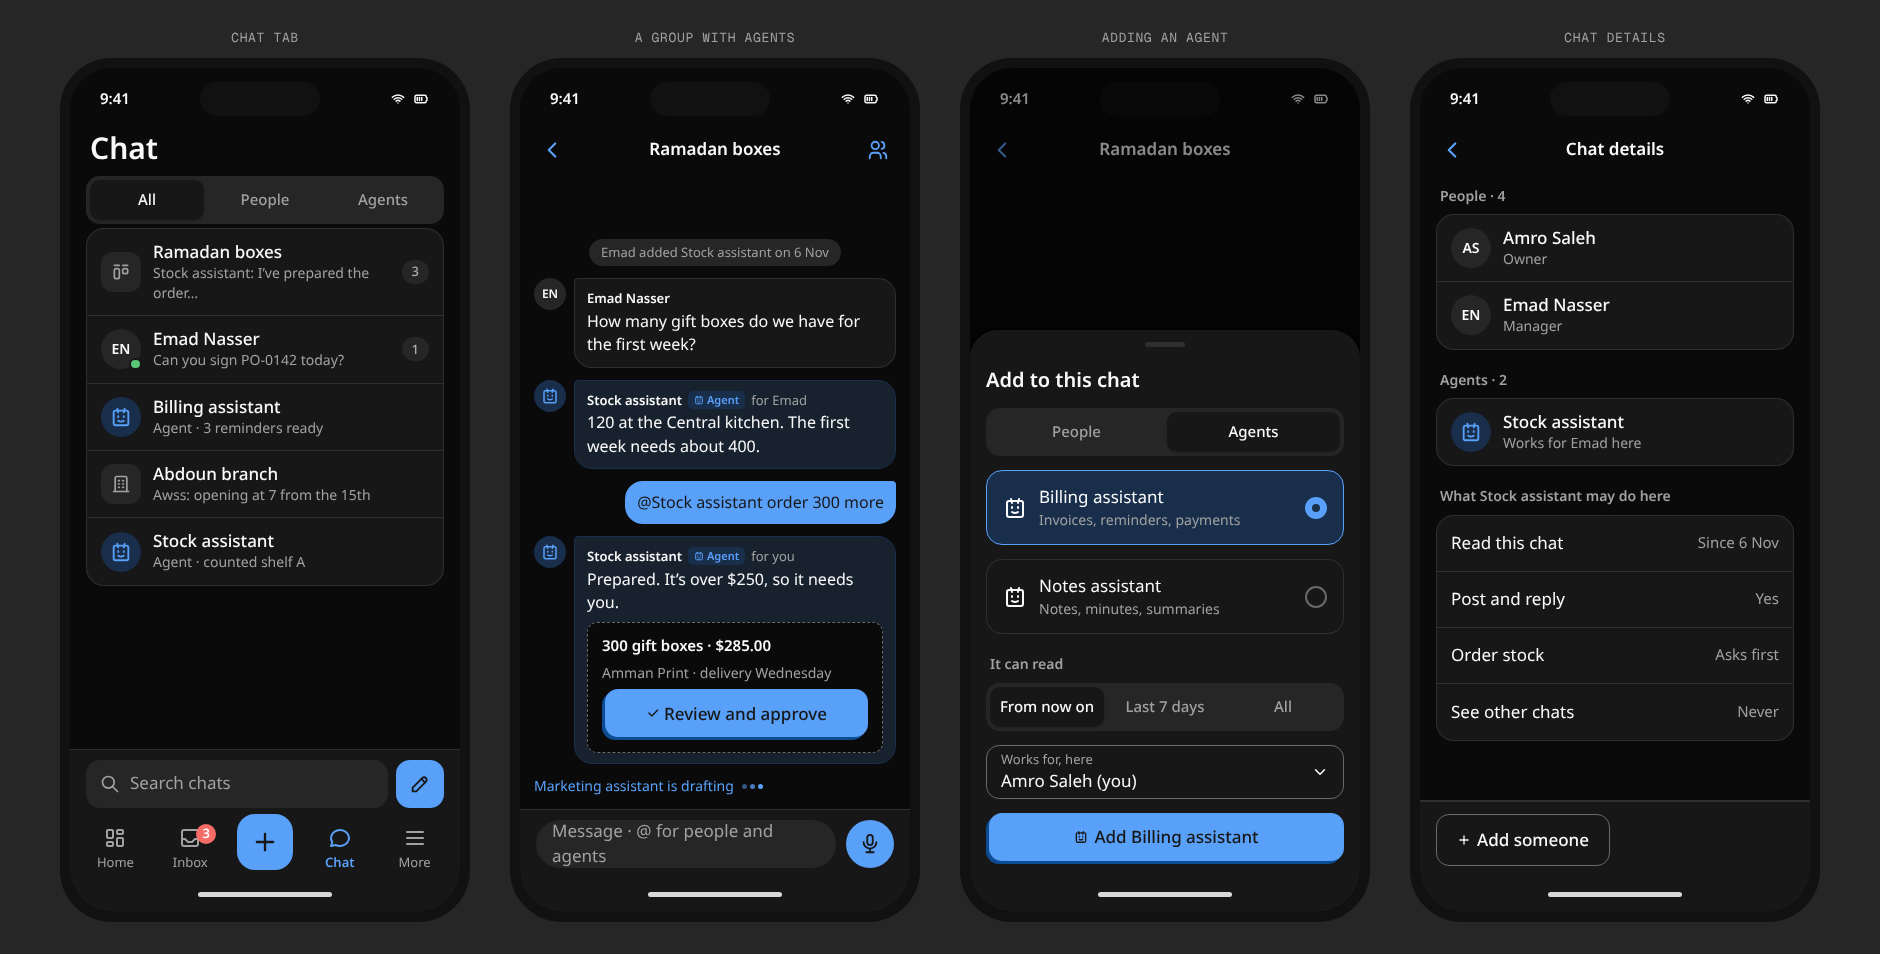 CHAT TAB
9:41
Chat
All
People
Agents
Ramadan boxes
Stock assistant: I've prepared the
order...
3
EN
Emad Nasser
Can you sign PO-0142 today?
1
Billing assistant
Agent · 3 reminders ready
Abdoun branch
Awss: opening at 7 from the 15th
Stock assistant
Agent · counted shelf A
Search chats
Home
3
Inbox
Chat
More
A GROUP WITH AGENTS
9:41
Ramadan boxes
Emad added Stock assistant on 6 Nov
EN
Emad Nasser
How many gift boxes do we have for
the first week?
Stock assistant Agent for Emad
120 at the Central kitchen. The first
week needs about 400.
@Stock assistant order 300 more
Stock assistant Agent for you
Prepared. It's over $250, so it needs
you.
300 gift boxes · $285.00
Amman Print · delivery Wednesday
Review and approve
Marketing assistant is drafting
Message · @ for people and
agents
ADDING AN AGENT
9:41
Ramadan boxes
Add to this chat
People
Agents
Billing assistant
Invoices, reminders, payments
Notes assistant
Notes, minutes, summaries
It can read
From now on
Last 7 days
All
Works for, here
Amro Saleh (you)
Add Billing assistant
CHAT DETAILS
9:41
Chat details
People · 4
AS
Amro Saleh
Owner
EN
Emad Nasser
Manager
Agents · 2
Stock assistant
Works for Emad here
What Stock assistant may do here
Read this chat
Since 6 Nov
Post and reply
Yes
Order stock
Asks first
See other chats
Never
+ Add someone